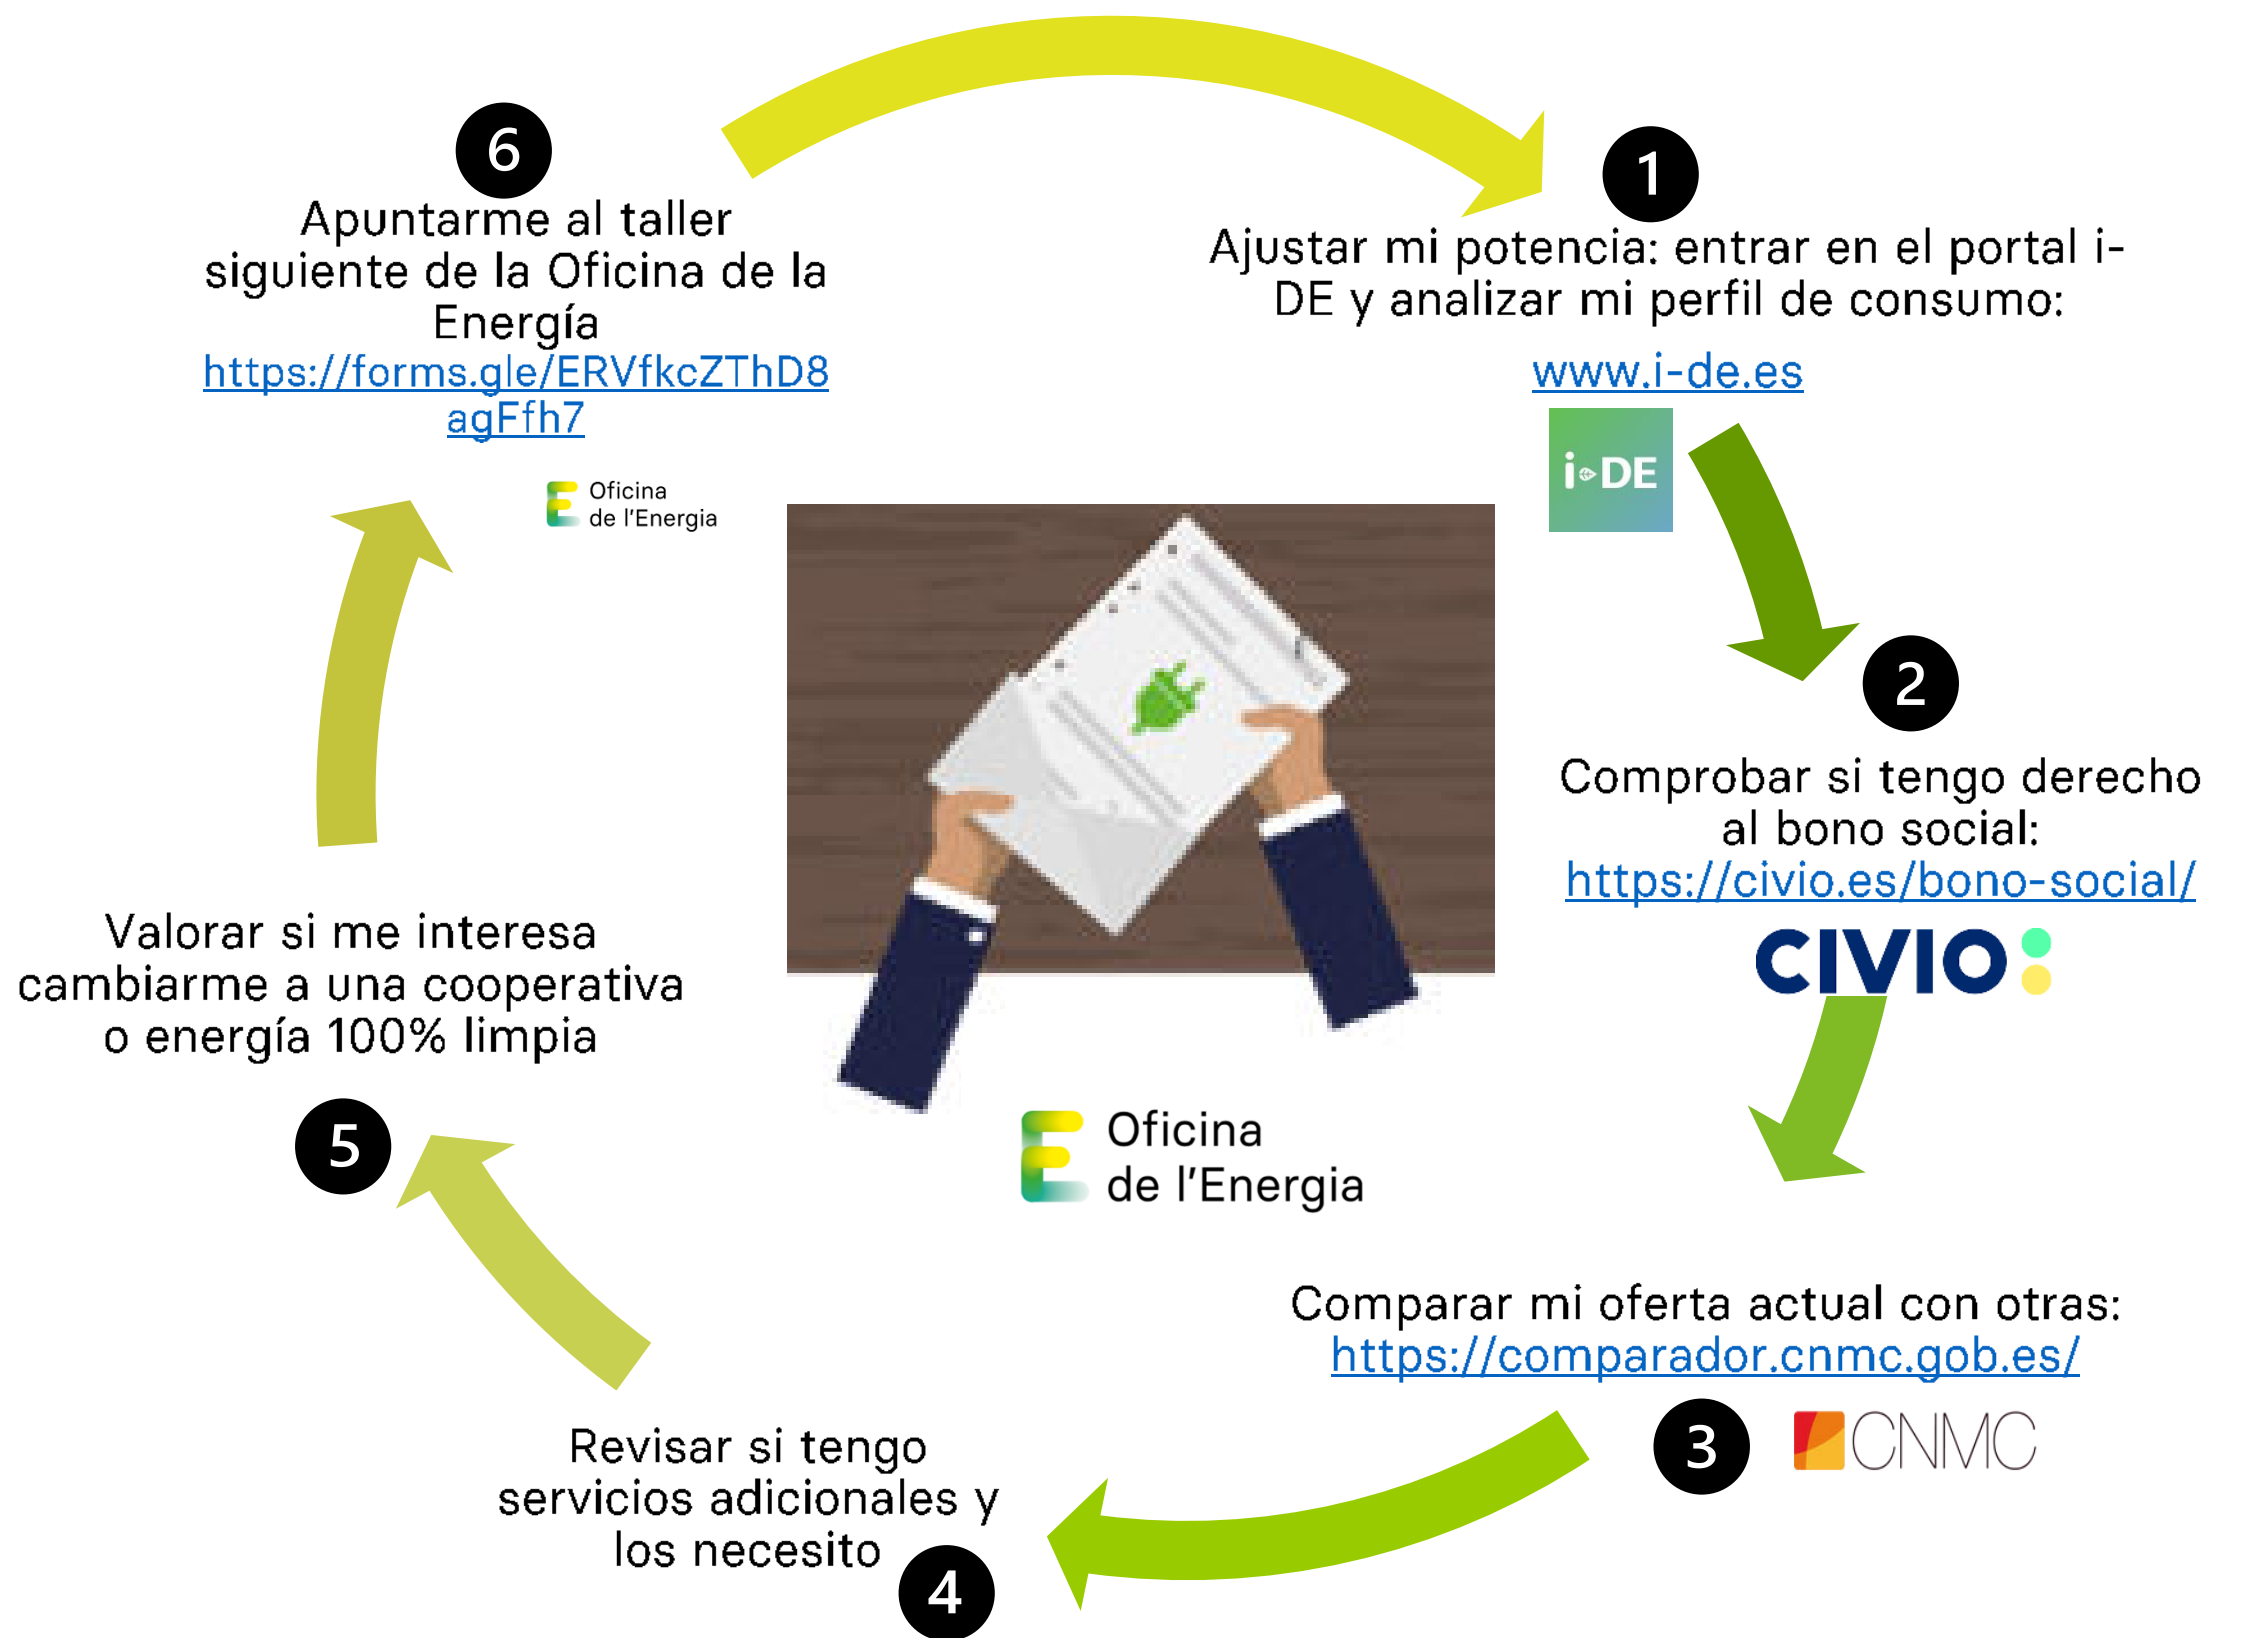 1
Ajustar mi potencia: entrar en el portal i-
DE y analizar mi perfil de consumo:
www.i-de.es
i DE
2
Comprobar si tengo derecho
al bono social:
https://civio.es/bono-social/
CIVIO
Comparar mi oferta actual con otras:
https://comparador.cnmc.gob.es/
3
CNMC
Revisar si tengo
servicios adicionales y
los necesito
4
Valorar si me interesa
cambiarme a una cooperativa
o energía 100% limpia
5
6
Apuntarme al taller
siguiente de la Oficina de la
Energía
https://forms.gle/ERVfkcZThD8
agFfh7
Oficina
de l'Energia
Oficina
de l'Energia